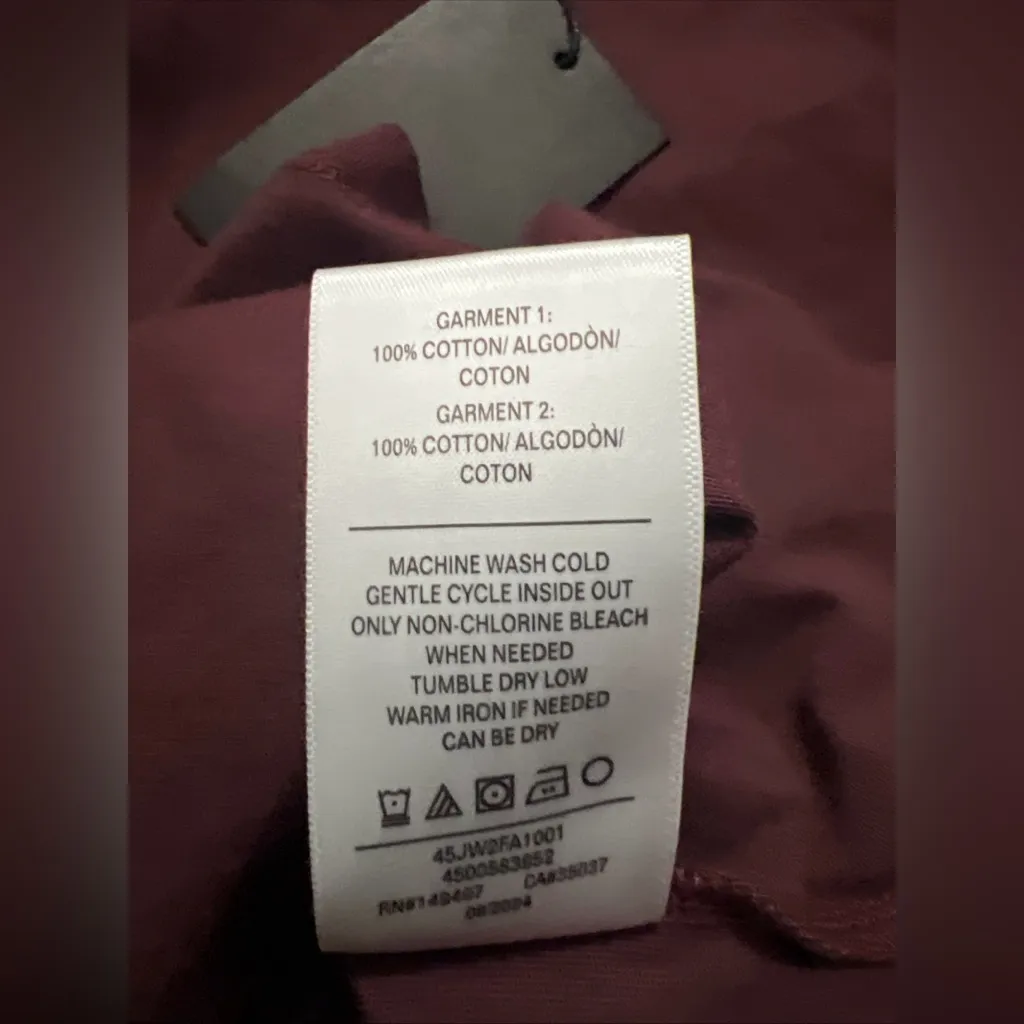 GARMENT 1:
100% COTTON/ ALGODÒN/
COTON
GARMENT 2:
100% COTTON/ ALGODÒN/
COTON
MACHINE WASH COLD
GENTLE CYCLE INSIDE OUT
ONLY NON-CHLORINE BLEACH
WHEN NEEDED
TUMBLE DRY LOW
WARM IRON IF NEEDED
CAN BE DRY
45JW2FA1001
4500583852